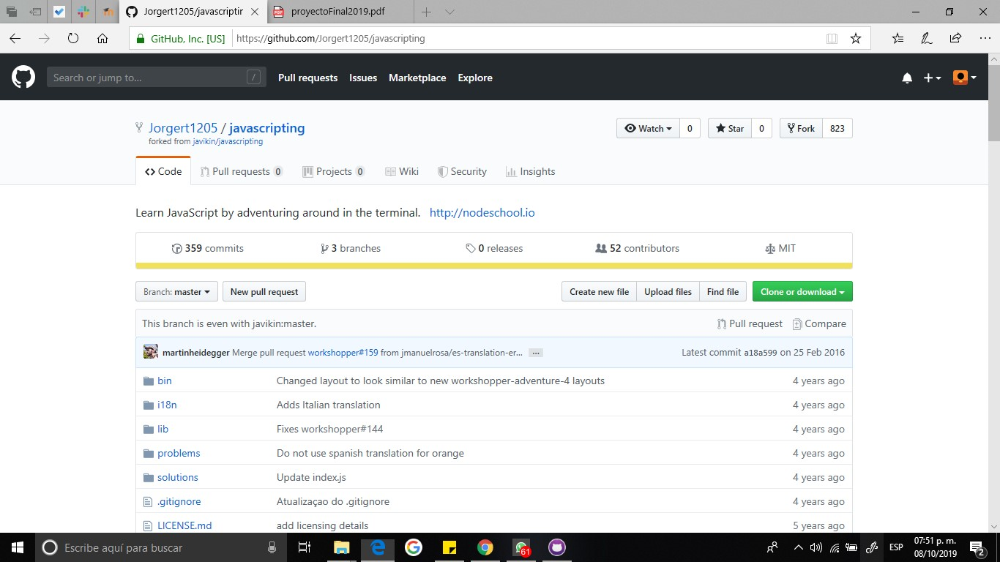 Jorgert1205/javascriptin
proyectoFinal2019.pdf
GitHub, Inc. [US]
https://github.com/Jorgert1205/javascripting
Search or jump to...
/
Pull requests
Issues
Marketplace
Explore
Jorgert1205 / javascripting
forked from javikin/javascripting
Watch 0
Star 0
Fork 823
Code
Pull requests 0
Projects 0
Wiki
Security
Insights
Learn JavaScript by adventuring around in the terminal. http://nodeschool.io
359 commits
3 branches
0 releases
52 contributors
MIT
Branch: master
New pull request
Create new file
Upload files
Find file
Clone or download
This branch is even with javikin:master.
Pull request
Compare
martinheidegger Merge pull request workshopper#159 from jmanuelrosa/es-translation-er... ...
Latest commit a18a599 on 25 Feb 2016
bin Changed layout to look similar to new workshopper-adventure-4 layouts 4 years ago
i18n Adds Italian translation 4 years ago
lib Fixes workshopper#144 4 years ago
problems Do not use spanish translation for orange 4 years ago
solutions Update index.js 4 years ago
.gitignore Atualizaçao do .gitignore 4 years ago
LICENSE.md add licensing details 5 years ago
Escribe aquí para buscar
61
ESP
07:51 p. m.
08/10/2019
2